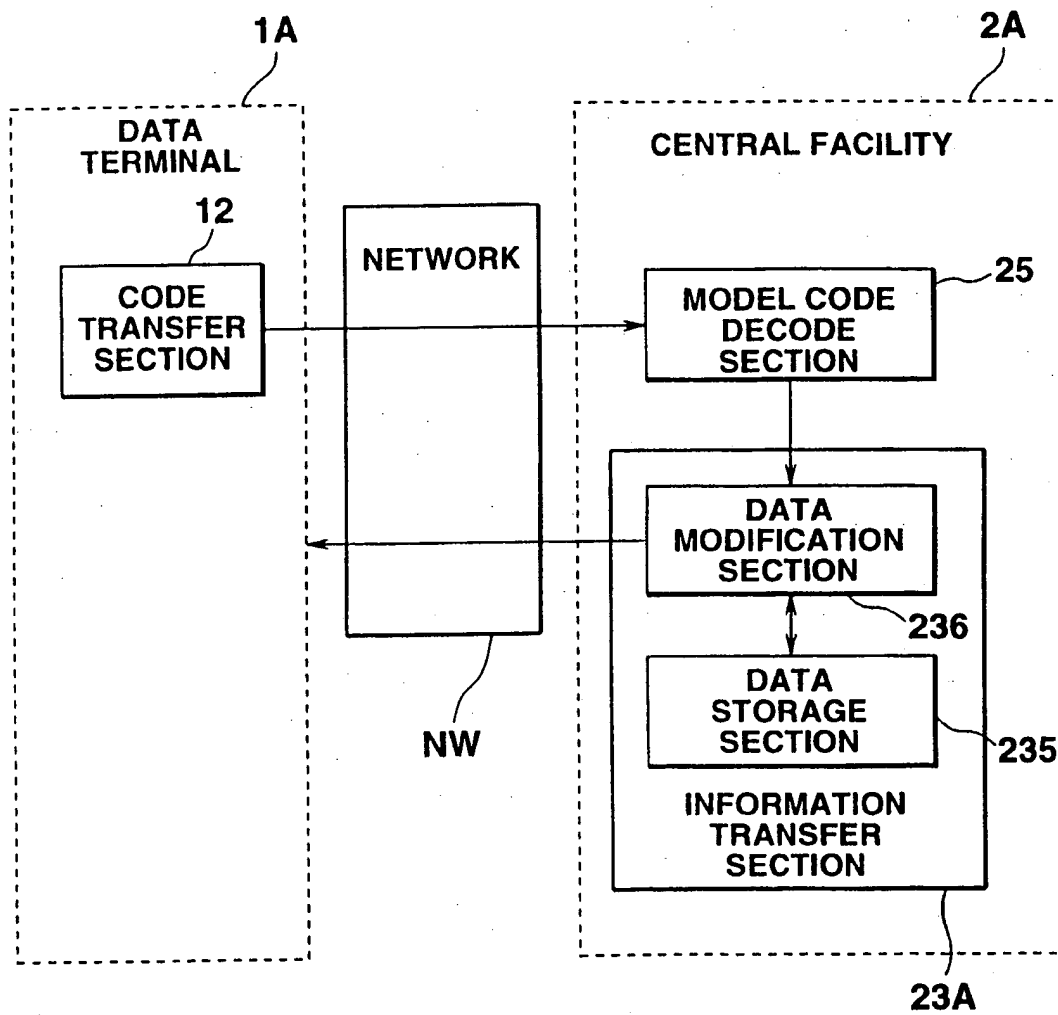 1A
2A
DATA
TERMINAL
CENTRAL FACILITY
12
NETWORK
25
CODE
TRANSFER
SECTION
MODEL CODE
DECODE
SECTION
DATA
MODIFICATION
SECTION
236
DATA
STORAGE
SECTION
235
NW
INFORMATION
TRANSFER
SECTION
23A